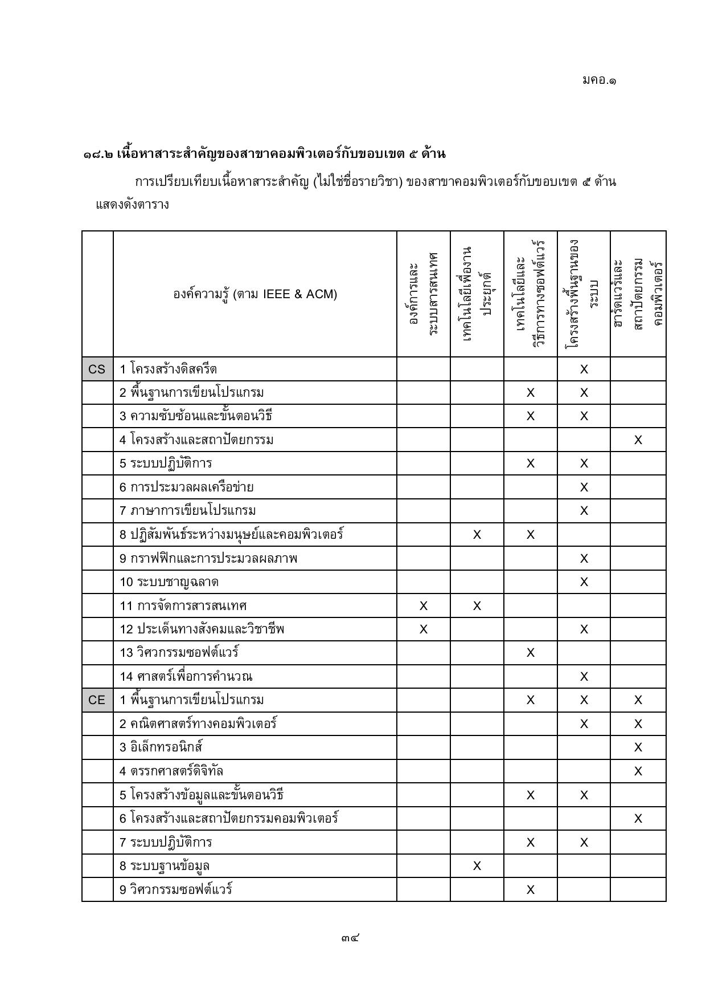 มคอ.๑
๑๘.๒ เนื้อหาสาระสำคัญของสาขาคอมพิวเตอร์กับขอบเขต ๕ ด้าน
การเปรียบเทียบเนื้อหาสาระสำคัญ (ไม่ใช่ชื่อรายวิชา) ของสาขาคอมพิวเตอร์กับขอบเขต ๕ ด้าน
แสดงดังตาราง
องค์ความรู้ (ตาม IEEE & ACM)
องค์การและ
ระบบสารสนเทศ
เทคโนโลยีเพื่องาน
ประยุกต์
เทคโนโลยีและ
วิธีการทางซอฟต์แวร์
โครงสร้างพื้นฐานของ
ระบบ
ฮาร์ดแวร์และ
สถาปัตยกรรม
คอมพิวเตอร์
CS 1 โครงสร้างดิสครีต X
2 พื้นฐานการเขียนโปรแกรม X X
3 ความซับซ้อนและขั้นตอนวิธี X X
4 โครงสร้างและสถาปัตยกรรม X
5 ระบบปฏิบัติการ X X
6 การประมวลผลเครือข่าย X
7 ภาษาการเขียนโปรแกรม X
8 ปฏิสัมพันธ์ระหว่างมนุษย์และคอมพิวเตอร์ X X
9 กราฟฟิกและการประมวลผลภาพ X
10 ระบบชาญฉลาด X
11 การจัดการสารสนเทศ X X
12 ประเด็นทางสังคมและวิชาชีพ X X
13 วิศวกรรมซอฟต์แวร์ X
14 ศาสตร์เพื่อการคำนวณ X
CE 1 พื้นฐานการเขียนโปรแกรม X X X
2 คณิตศาสตร์ทางคอมพิวเตอร์ X X
3 อิเล็กทรอนิกส์ X
4 ตรรกศาสตร์ดิจิทัล X
5 โครงสร้างข้อมูลและขั้นตอนวิธี X X
6 โครงสร้างและสถาปัตยกรรมคอมพิวเตอร์ X
7 ระบบปฏิบัติการ X X
8 ระบบฐานข้อมูล X
9 วิศวกรรมซอฟต์แวร์ X
๓๔